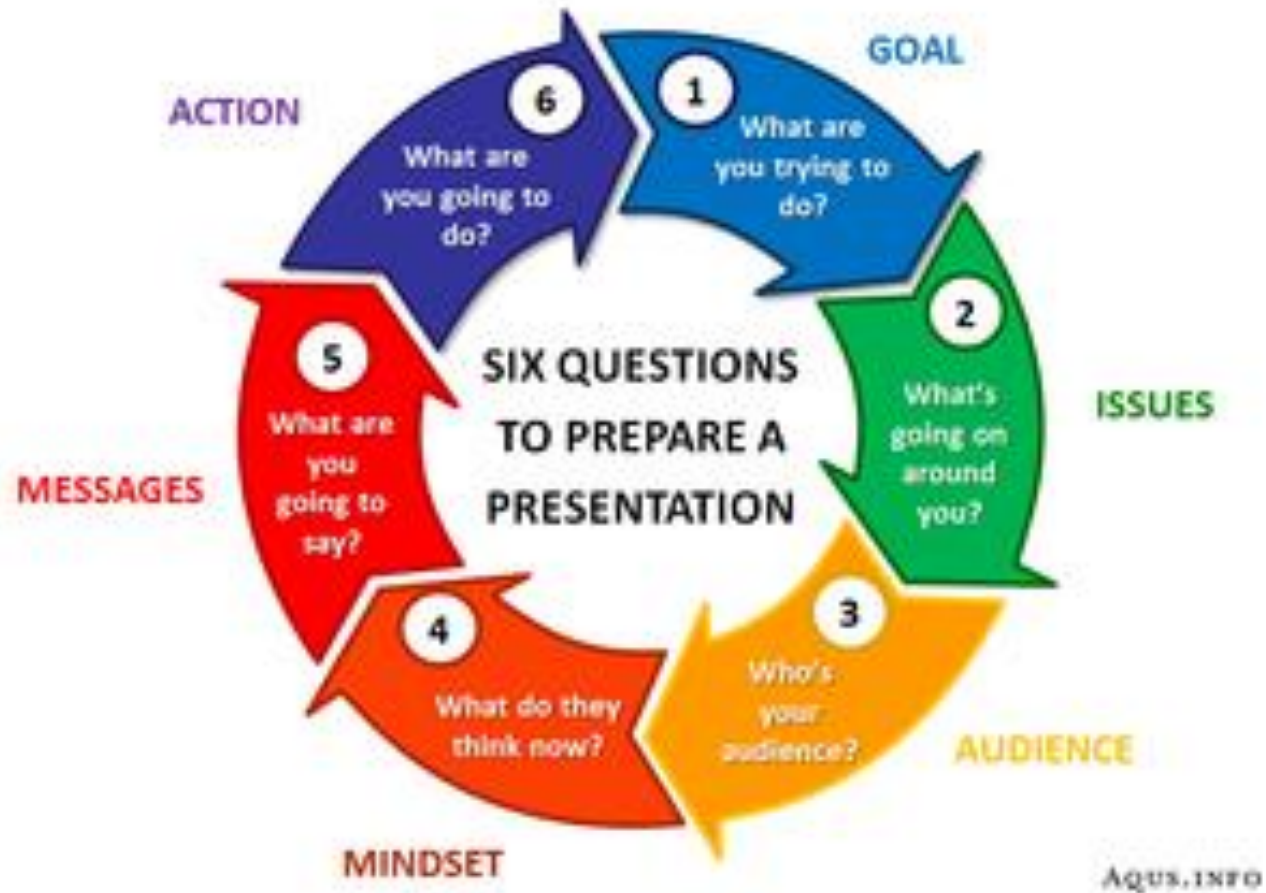 GOAL
1
What are
you trying to
do?
2
What's
going on
around
you?
ISSUES
3
Who's
your
audience?
AUDIENCE
4
What do they
think now?
MINDSET
5
What are
you
going to
say?
MESSAGES
6
What are
you going to
do?
ACTION
SIX QUESTIONS
TO PREPARE A
PRESENTATION
AQUS.INFO